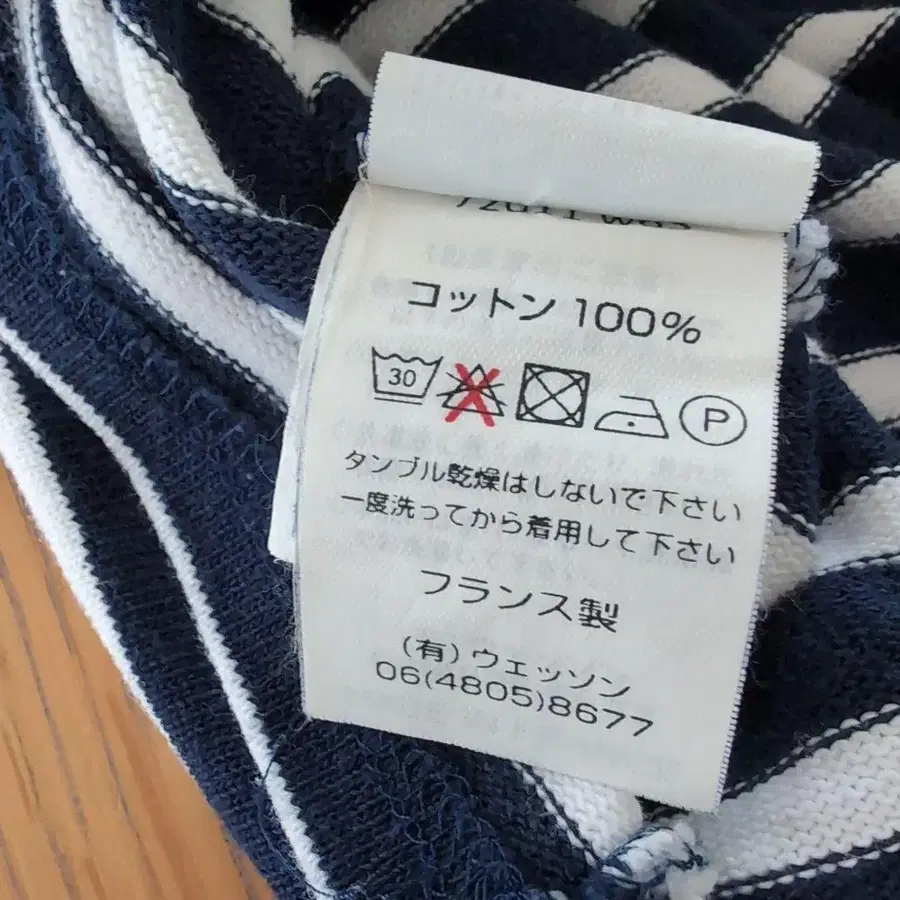 コットン 100%
30 P
タンブル乾燥はしないで下さい
一度洗ってから着用して下さい
フランス製
(有) ウェッソン
06(4805)8677